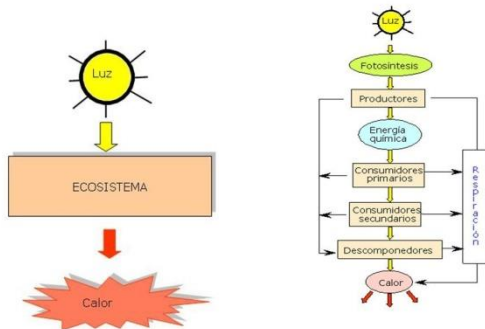 Luz
ECOSISTEMA
Calor
Luz
Fotosíntesis
Productores
Energía
química
Consumidores
primarios
Consumidores
secundarios
Descomponedores
Calor
Respiración